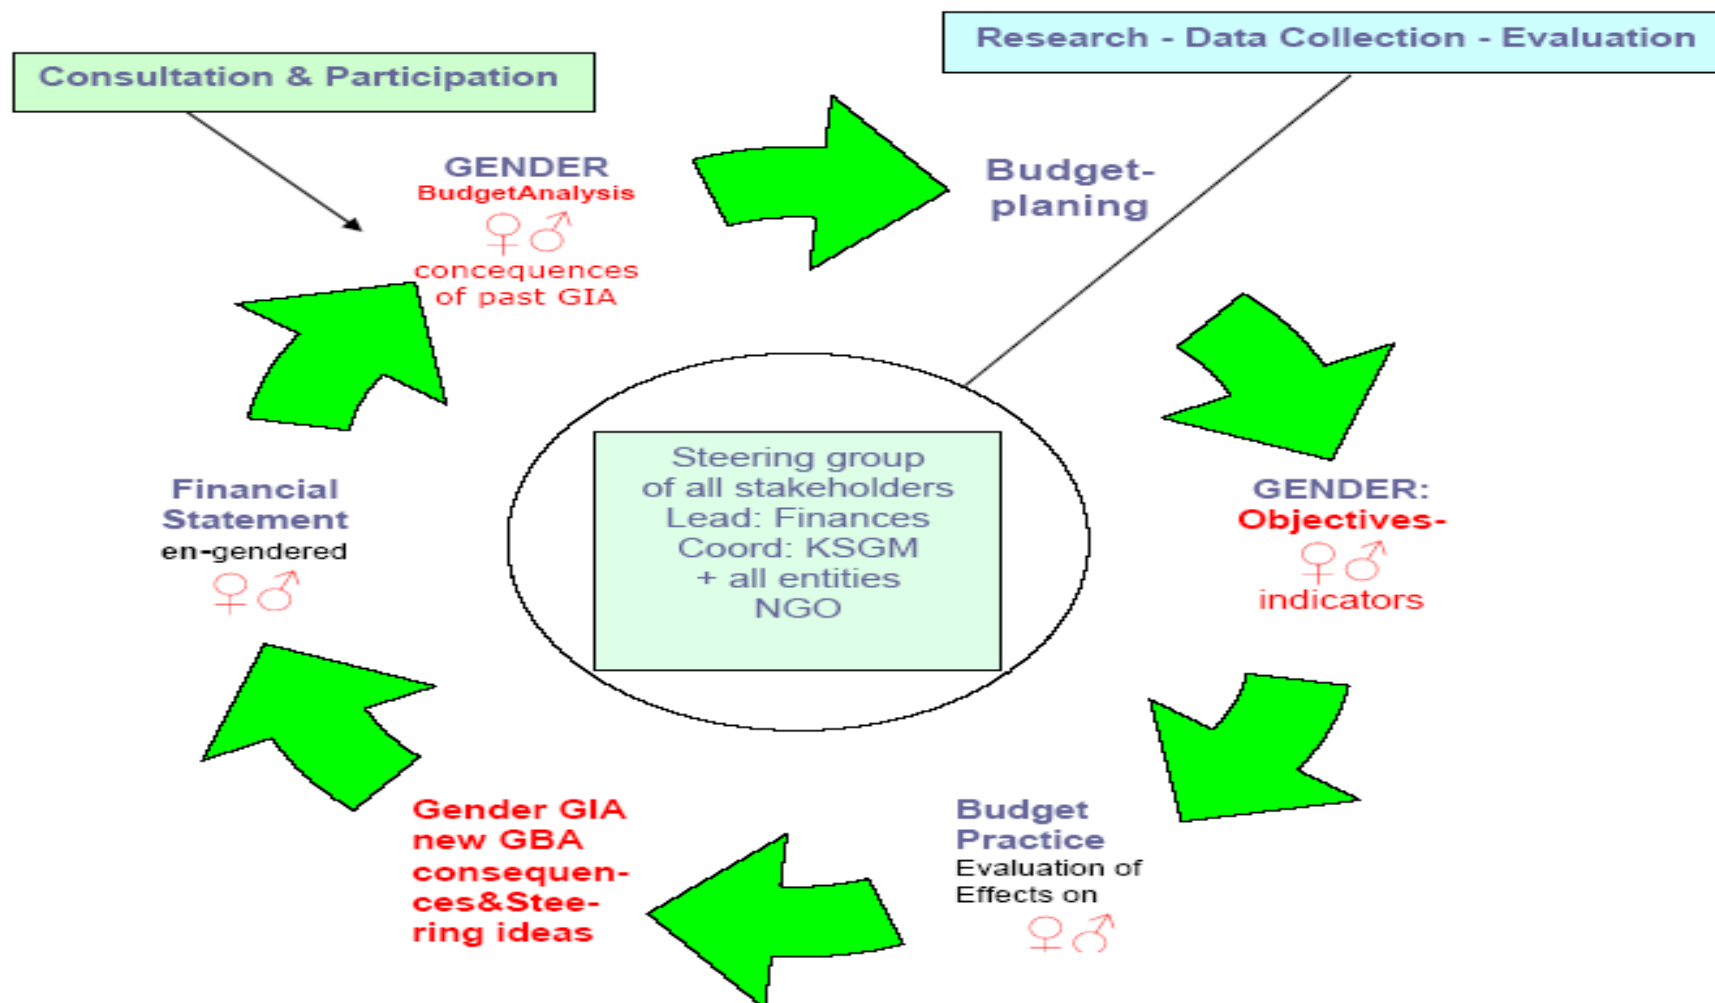 Consultation & Participation
Research - Data Collection - Evaluation
GENDER
BudgetAnalysis
♀♂
concequences
of past GIA
Budget-
planing
GENDER:
Objectives-
♀♂
indicators
Budget
Practice
Evaluation of
Effects on
♀♂
Gender GIA
new GBA
consequen-
ces&Stee-
ring ideas
Financial
Statement
en-gendered
♀♂
Steering group
of all stakeholders
Lead: Finances
Coord: KSGM
+ all entities
NGO